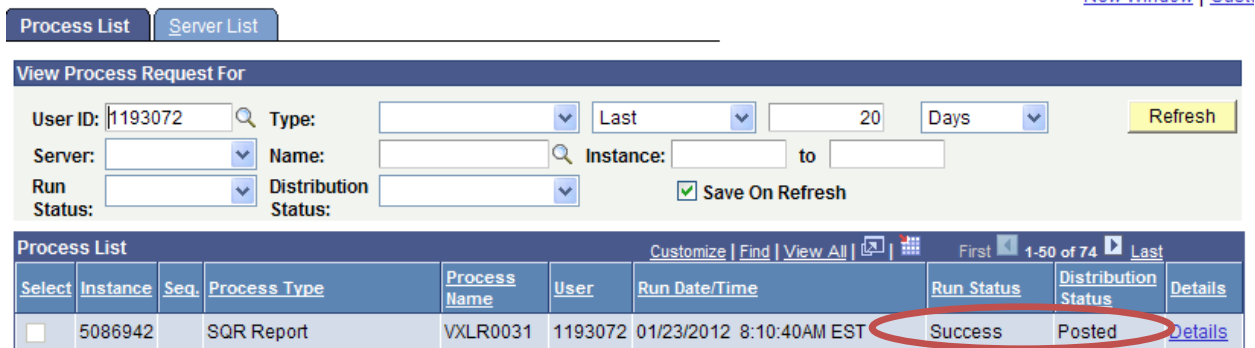 Process List Server List
View Process Request For
User ID: 1193072 Type: Last 20 Days Refresh
Server: Name: Instance: to
Run Status: Distribution Status: Save On Refresh
Process List Customize | Find | View All | | First 1-50 of 74 Last
Select Instance Seq. Process Type Process Name User Run Date/Time Run Status Distribution Status Details
5086942 SQR Report VXLR0031 1193072 01/23/2012 8:10:40AM EST Success Posted Details